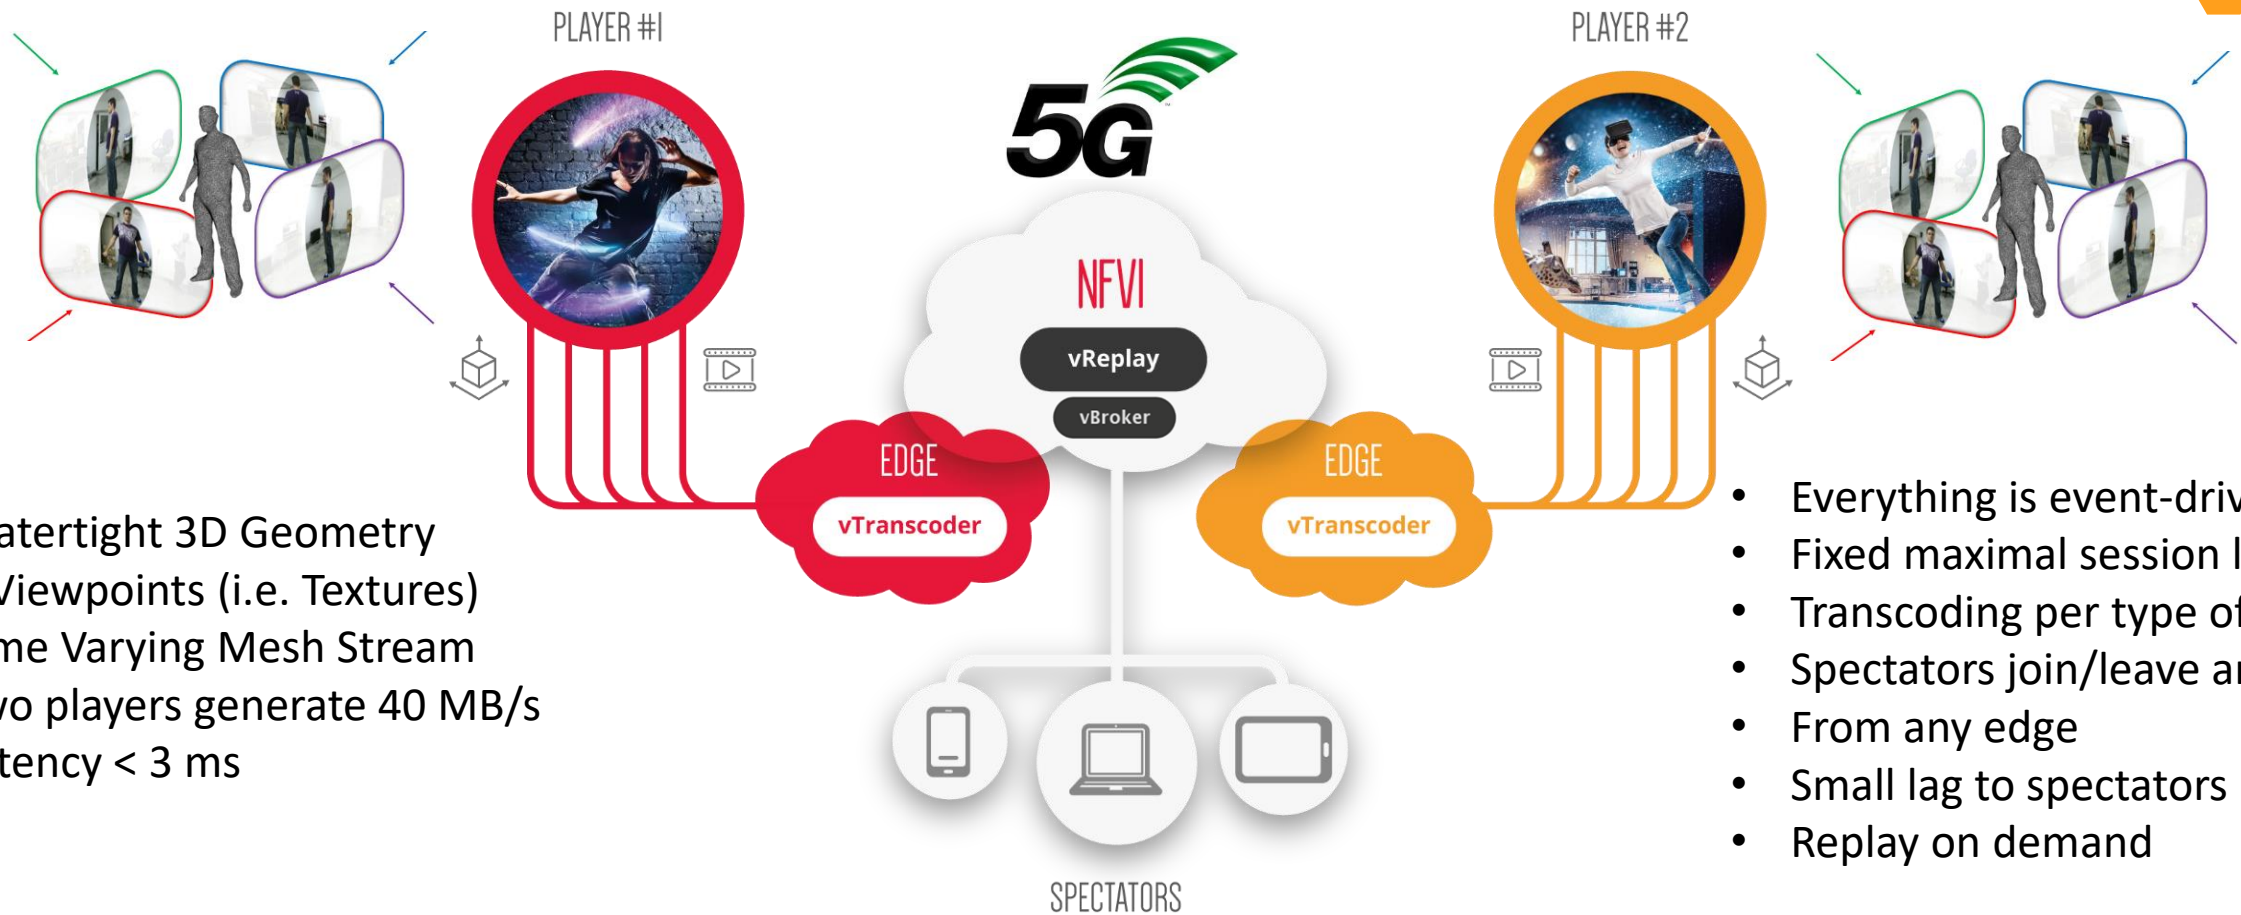 PLAYER #1
PLAYER #2
5G
NFVI
vReplay
vBroker
EDGE
vTranscoder
EDGE
vTranscoder
SPECTATORS
atertight 3D Geometry
Viewpoints (i.e. Textures)
me Varying Mesh Stream
wo players generate 40 MB/s
tency < 3 ms
• Everything is event-driv
• Fixed maximal session l
• Transcoding per type of
• Spectators join/leave a
• From any edge
• Small lag to spectators
• Replay on demand